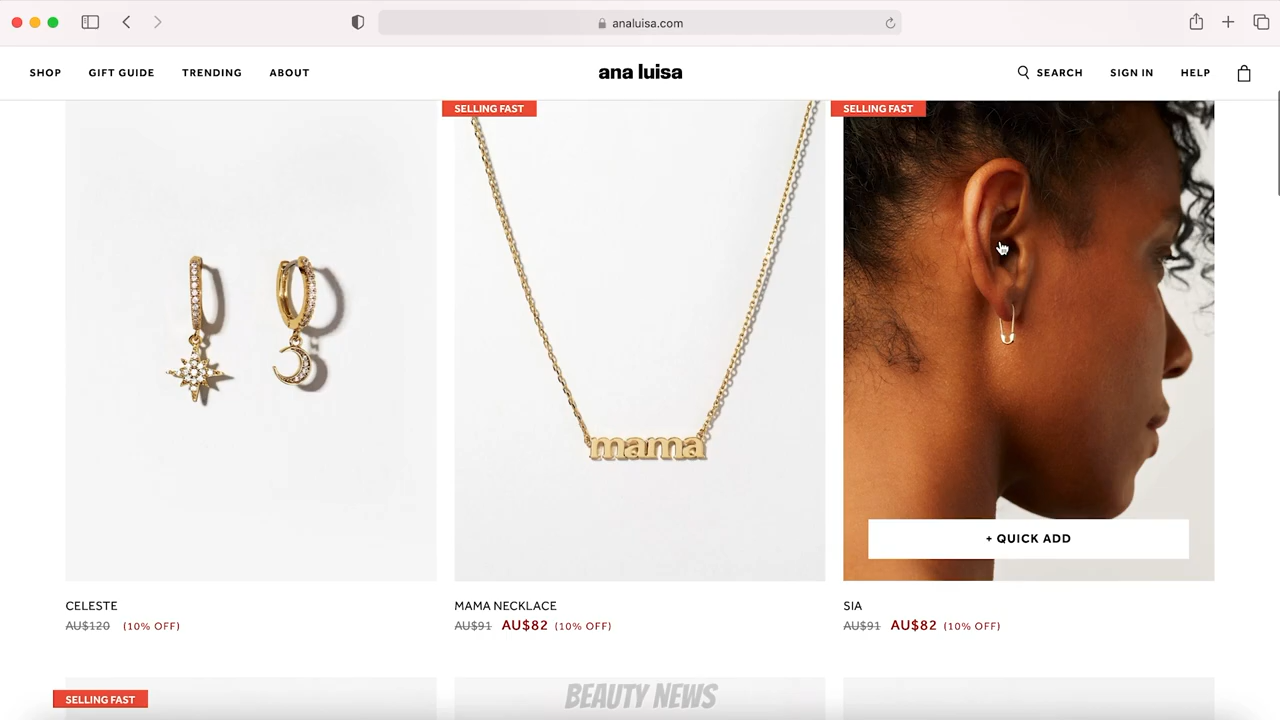 analuisa.com
SHOP GIFT GUIDE TRENDING ABOUT ana luisa SEARCH SIGN IN HELP
SELLING FAST SELLING FAST
mama
+ QUICK ADD
CELESTE MAMA NECKLACE SIA
AU$120 (10% OFF) AU$91 AU$82 (10% OFF) AU$91 AU$82 (10% OFF)
SELLING FAST BEAUTY NEWS